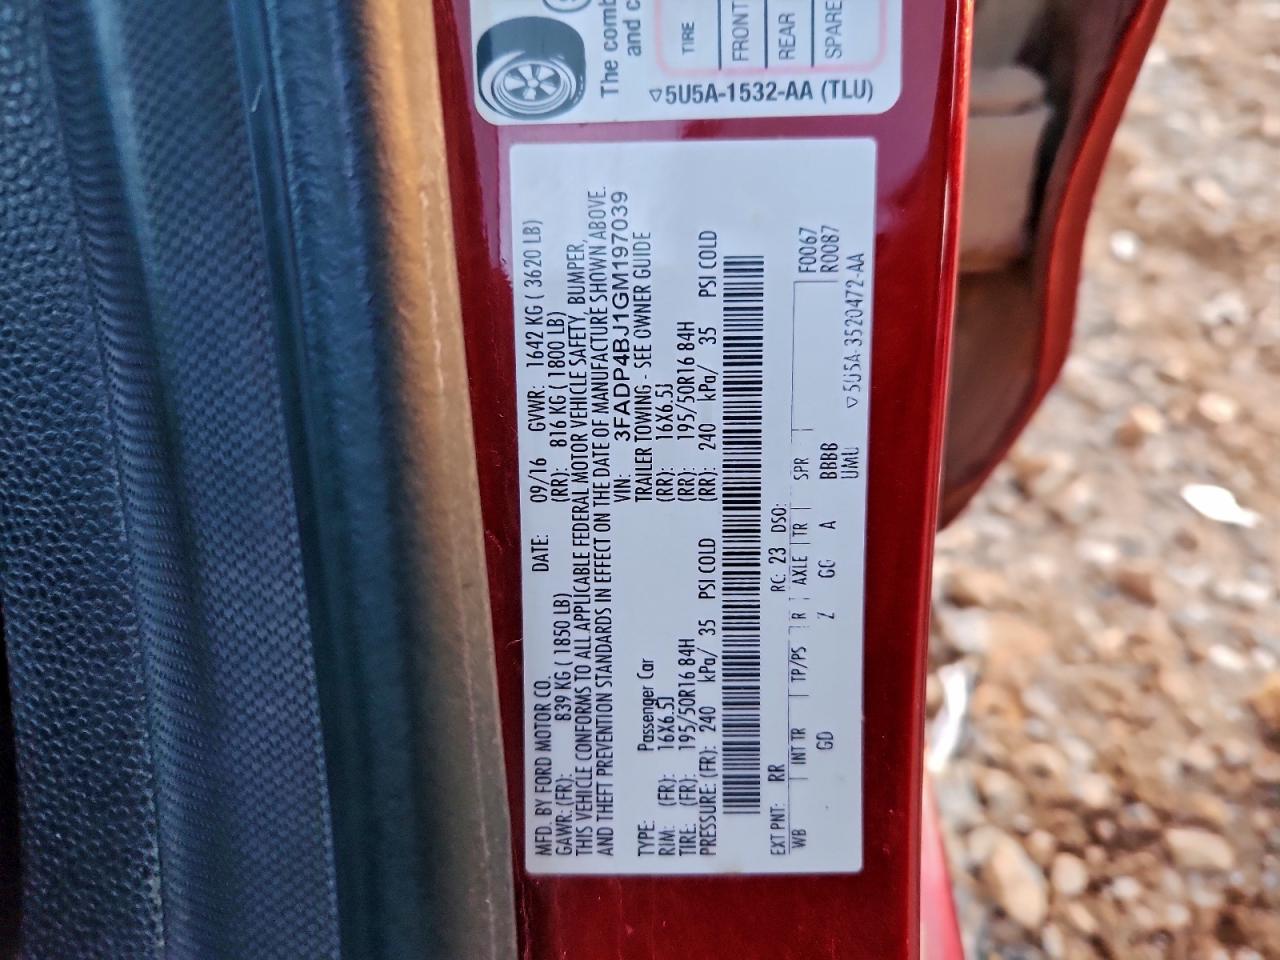 The comb
and c
TIRE
FRONT
REAR
SPARE
▽5U5A-1532-AA (TLU)
MFD. BY FORD MOTOR CO. DATE: 09/16 GVWR: 1642 KG ( 3620 LB)
GAWR: (FR): 839 KG ( 1850 LB) (RR): 816 KG ( 1800 LB)
THIS VEHICLE CONFORMS TO ALL APPLICABLE FEDERAL MOTOR VEHICLE SAFETY, BUMPER,
AND THEFT PREVENTION STANDARDS IN EFFECT ON THE DATE OF MANUFACTURE SHOWN ABOVE.
VIN: 3FADP4BJ1GM197039
TYPE: Passenger Car TRAILER TOWING - SEE OWNER GUIDE
RIM: (FR): 16X6.5J (RR): 16X6.5J
TIRE: (FR): 195/50R16 84H (RR): 195/50R16 84H
PRESSURE: (FR): 240 kPa/ 35 PSI COLD (RR): 240 kPa/ 35 PSI COLD
EXT PNT: RR RC: 23 DSO: F0067
WB INT TR TP/PS R AXLE TR SPR R0087
GD Z GG A BBBB
UMU
▽5U5A-3520472-AA